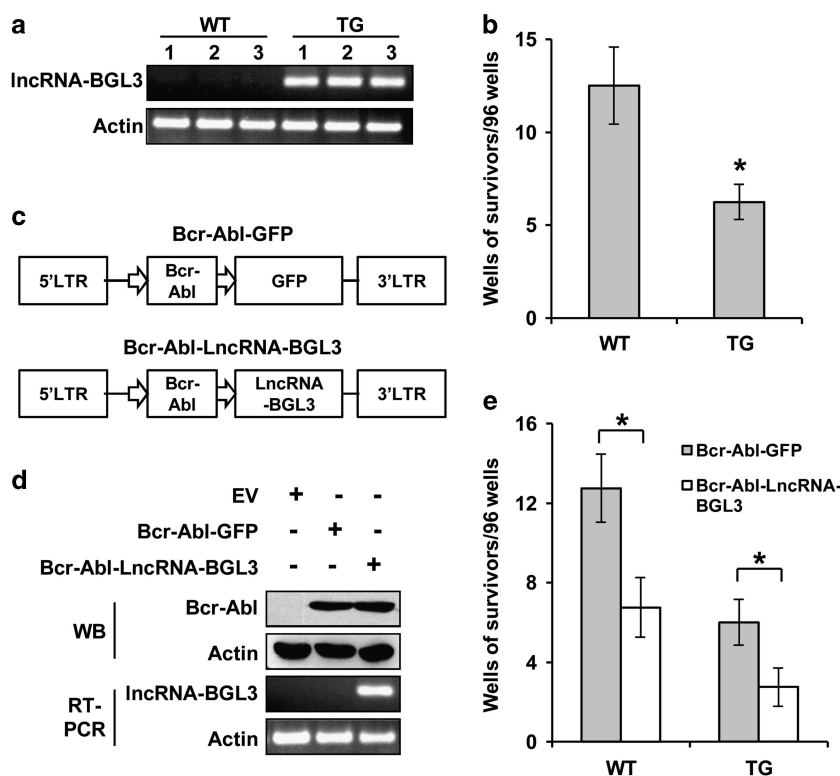 a
WT TG
1 2 3 1 2 3
lncRNA-BGL3
Actin
b
Wells of survivors/96 wells
15
10
5
0
*
WT TG
c
Bcr-Abl-GFP
5'LTR Bcr-Abl GFP 3'LTR
Bcr-Abl-LncRNA-BGL3
5'LTR Bcr-Abl LncRNA-BGL3 3'LTR
d
EV + - -
Bcr-Abl-GFP - + -
Bcr-Abl-LncRNA-BGL3 - - +
WB
Bcr-Abl
Actin
RT-PCR
lncRNA-BGL3
Actin
e
Wells of survivors/96 wells
16
12
8
4
0
* *
Bcr-Abl-GFP
Bcr-Abl-LncRNA-
BGL3
WT TG